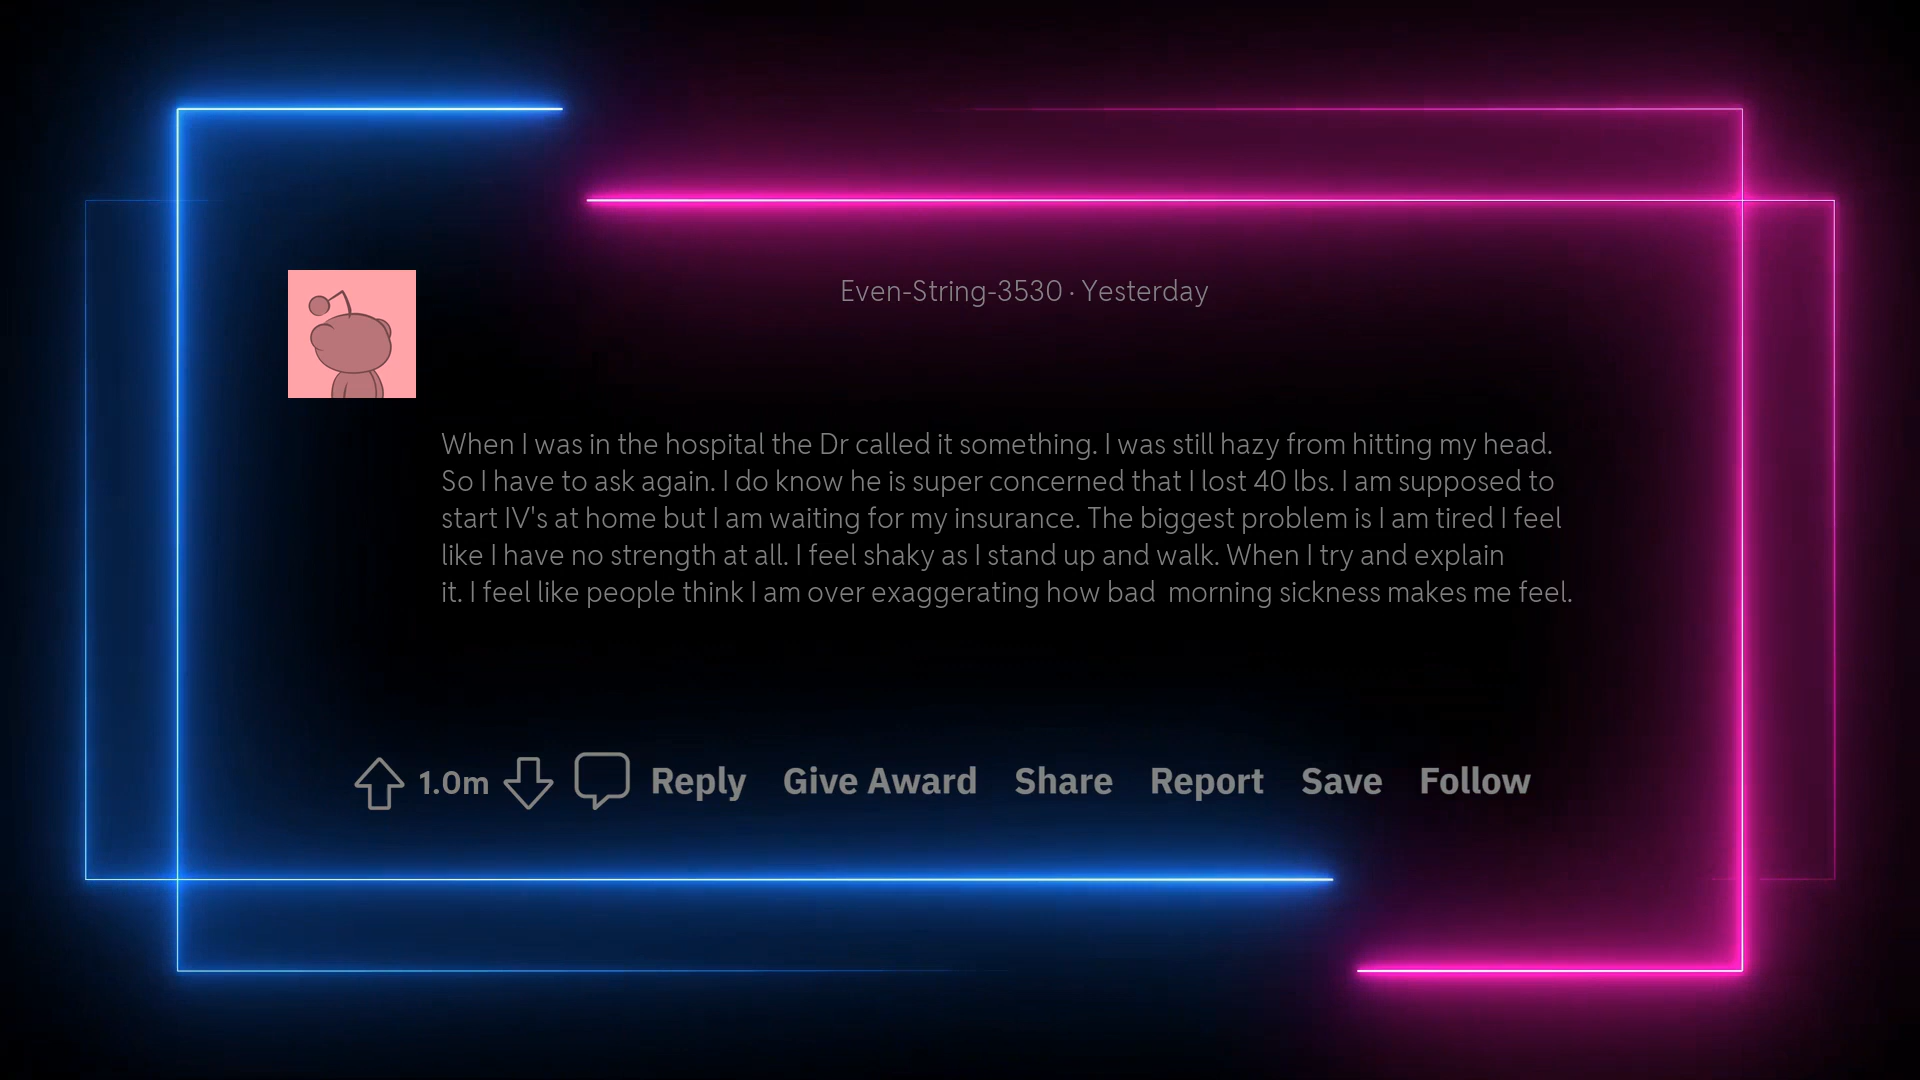 Even-String-3530 · Yesterday
When I was in the hospital the Dr called it something. I was still hazy from hitting my head.
So I have to ask again. I do know he is super concerned that I lost 40 lbs. I am supposed to
start IV's at home but I am waiting for my insurance. The biggest problem is I am tired I feel
like I have no strength at all. I feel shaky as I stand up and walk. When I try and explain
it. I feel like people think I am over exaggerating how bad  morning sickness makes me feel.
1.0m Reply Give Award Share Report Save Follow